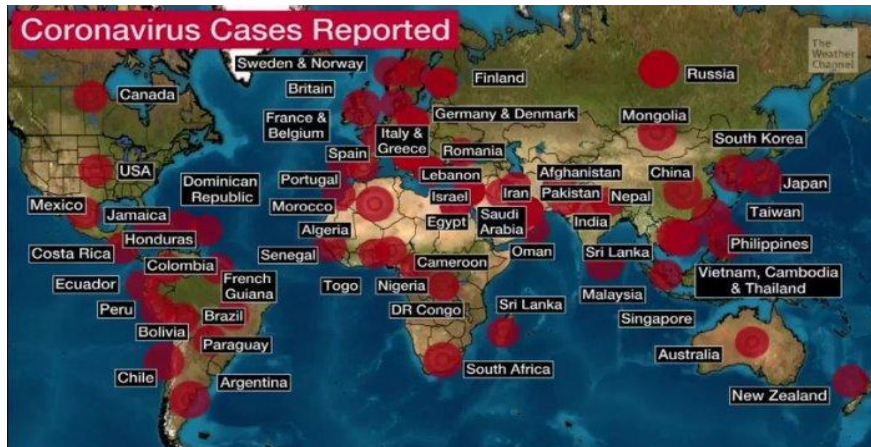 Coronavirus Cases Reported
The
Weather
Channel
Sweden & Norway
Finland
Russia
Canada
Britain
France &
Belgium
Germany & Denmark
Mongolia
Italy &
Greece
South Korea
Spain
Romania
USA
Dominican
Republic
Portugal
Lebanon
Afghanistan
China
Japan
Mexico
Jamaica
Morocco
Israel
Iran
Pakistan
Nepal
Taiwan
Honduras
Algeria
Egypt
Saudi
Arabia
India
Costa Rica
Senegal
Oman
Sri Lanka
Philippines
Colombia
Cameroon
Ecuador
French
Guiana
Togo
Nigeria
Malaysia
Vietnam, Cambodia
& Thailand
Peru
Brazil
DR Congo
Sri Lanka
Singapore
Bolivia
Paraguay
Australia
Chile
Argentina
South Africa
New Zealand